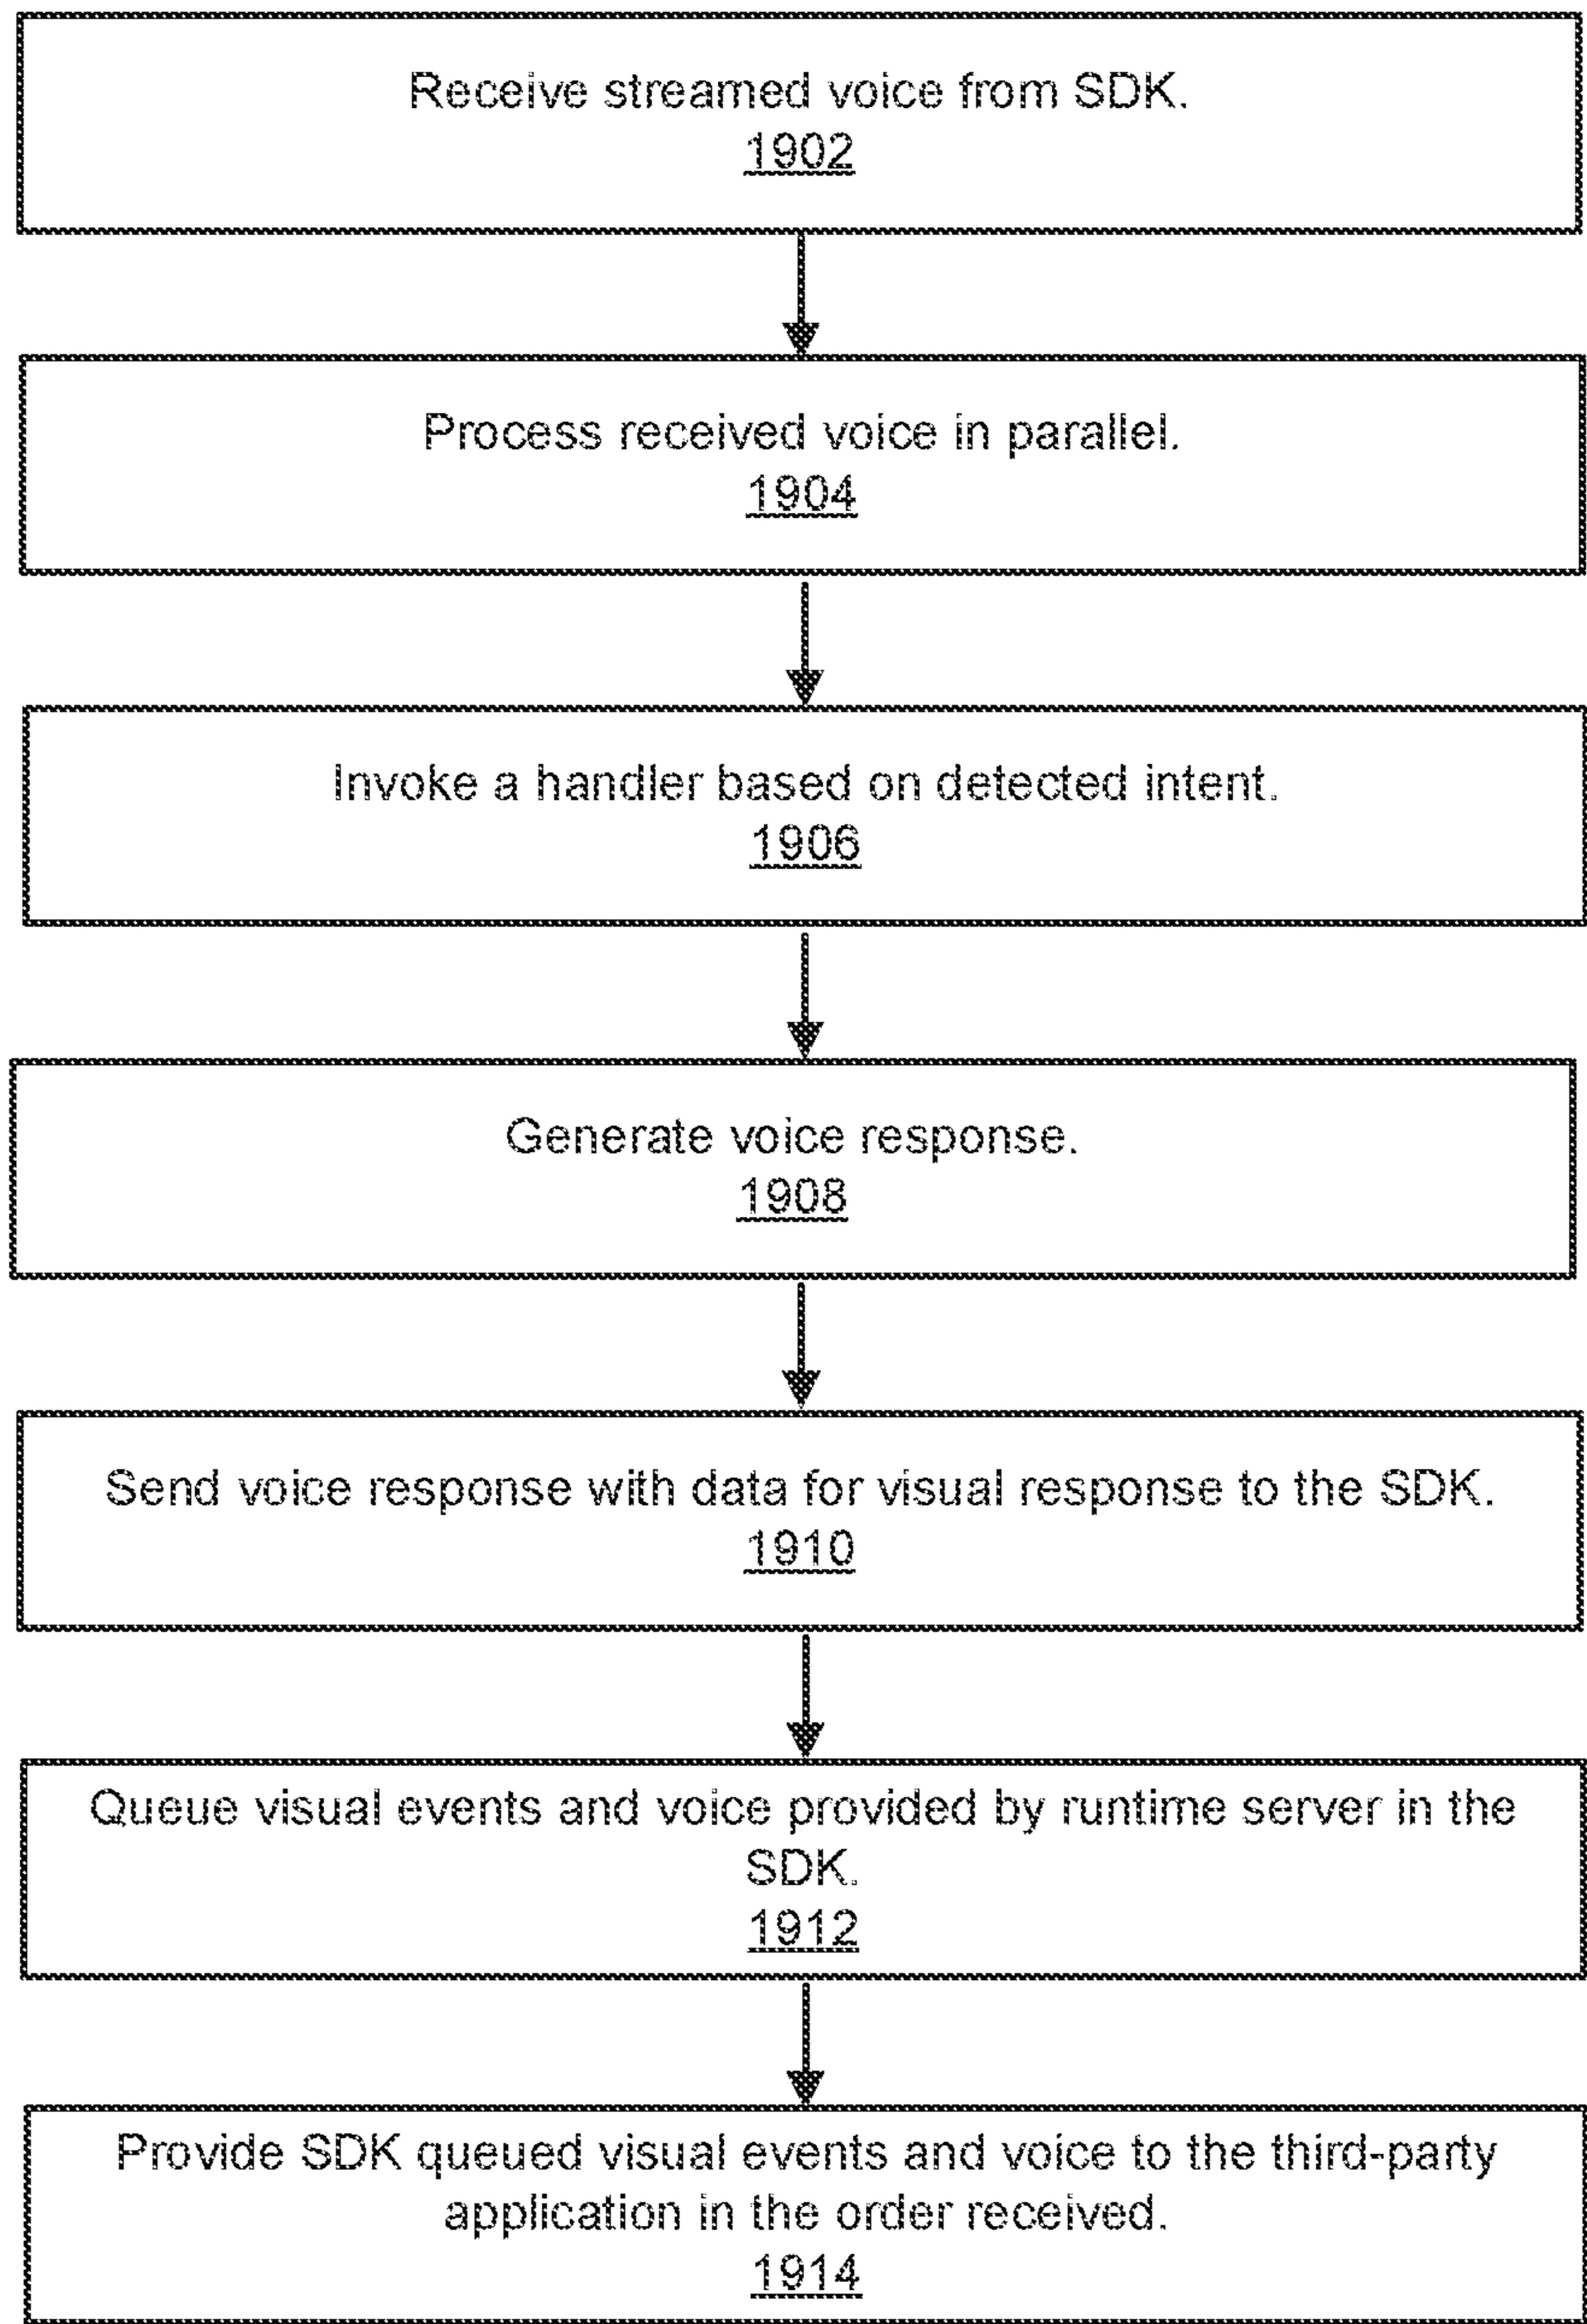 Receive streamed voice from SDK.
1902
Process received voice in parallel.
1904
Invoke a handler based on detected intent.
1906
Generate voice response.
1908
Send voice response with data for visual response to the SDK.
1910
Queue visual events and voice provided by runtime server in the
SDK.
1912
Provide SDK queued visual events and voice to the third-party
application in the order received.
1914